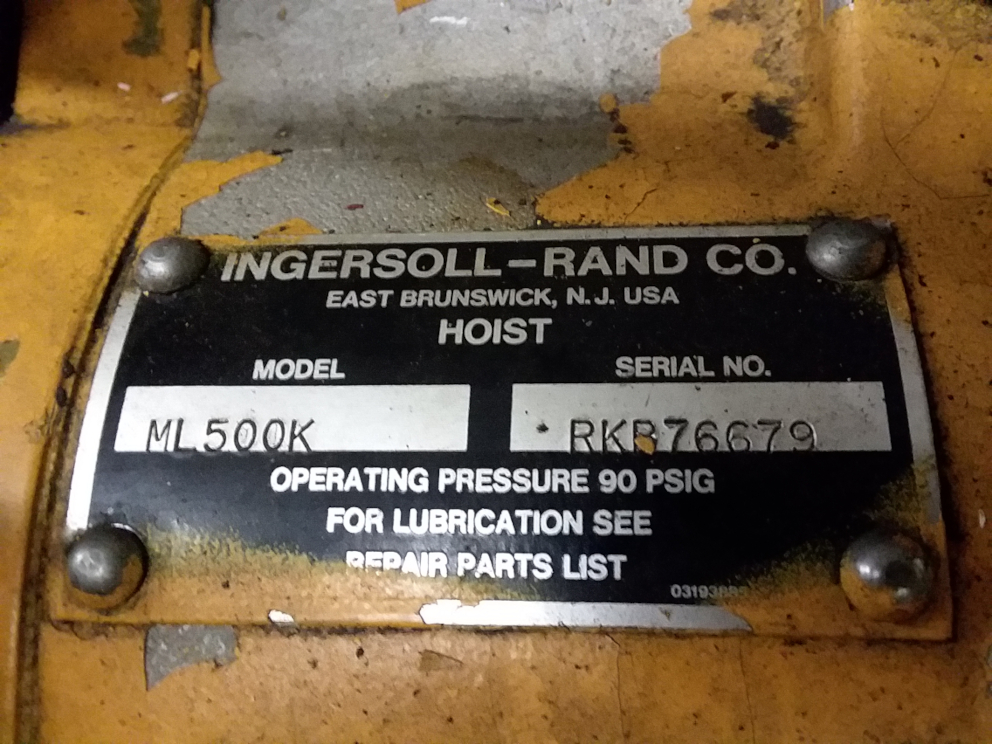 INGERSOLL-RAND CO.
EAST BRUNSWICK, N.J. USA
HOIST
MODEL SERIAL NO.
ML500K RKB76679
OPERATING PRESSURE 90 PSIG
FOR LUBRICATION SEE
REPAIR PARTS LIST